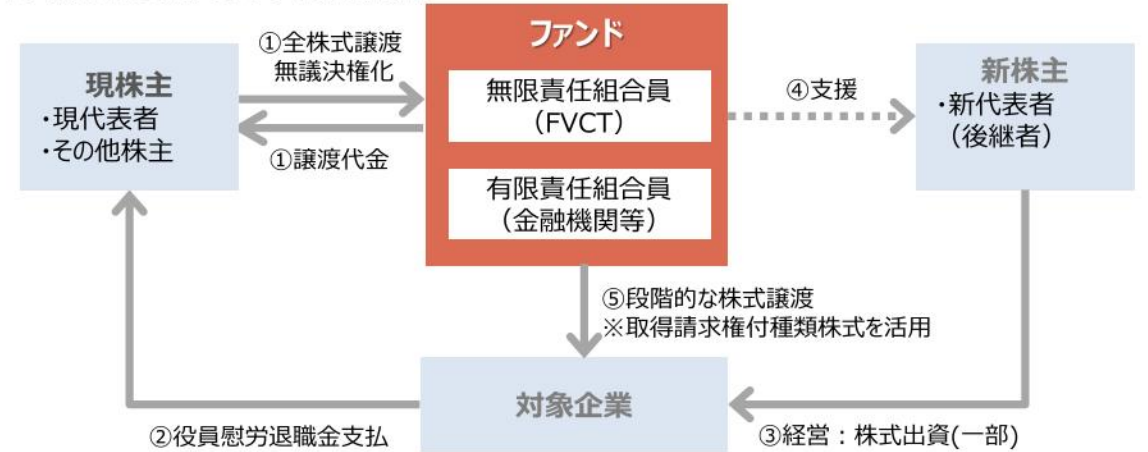 ファンド
①全株式譲渡
無議決権化
現株主
・現代表者
・その他株主
①譲渡代金
無限責任組合員
（FVCT）
有限責任組合員
（金融機関等）
④支援
新株主
・新代表者
（後継者）
⑤段階的な株式譲渡
※取得請求権付種類株式を活用
対象企業
②役員慰労退職金支払
③経営：株式出資(一部)